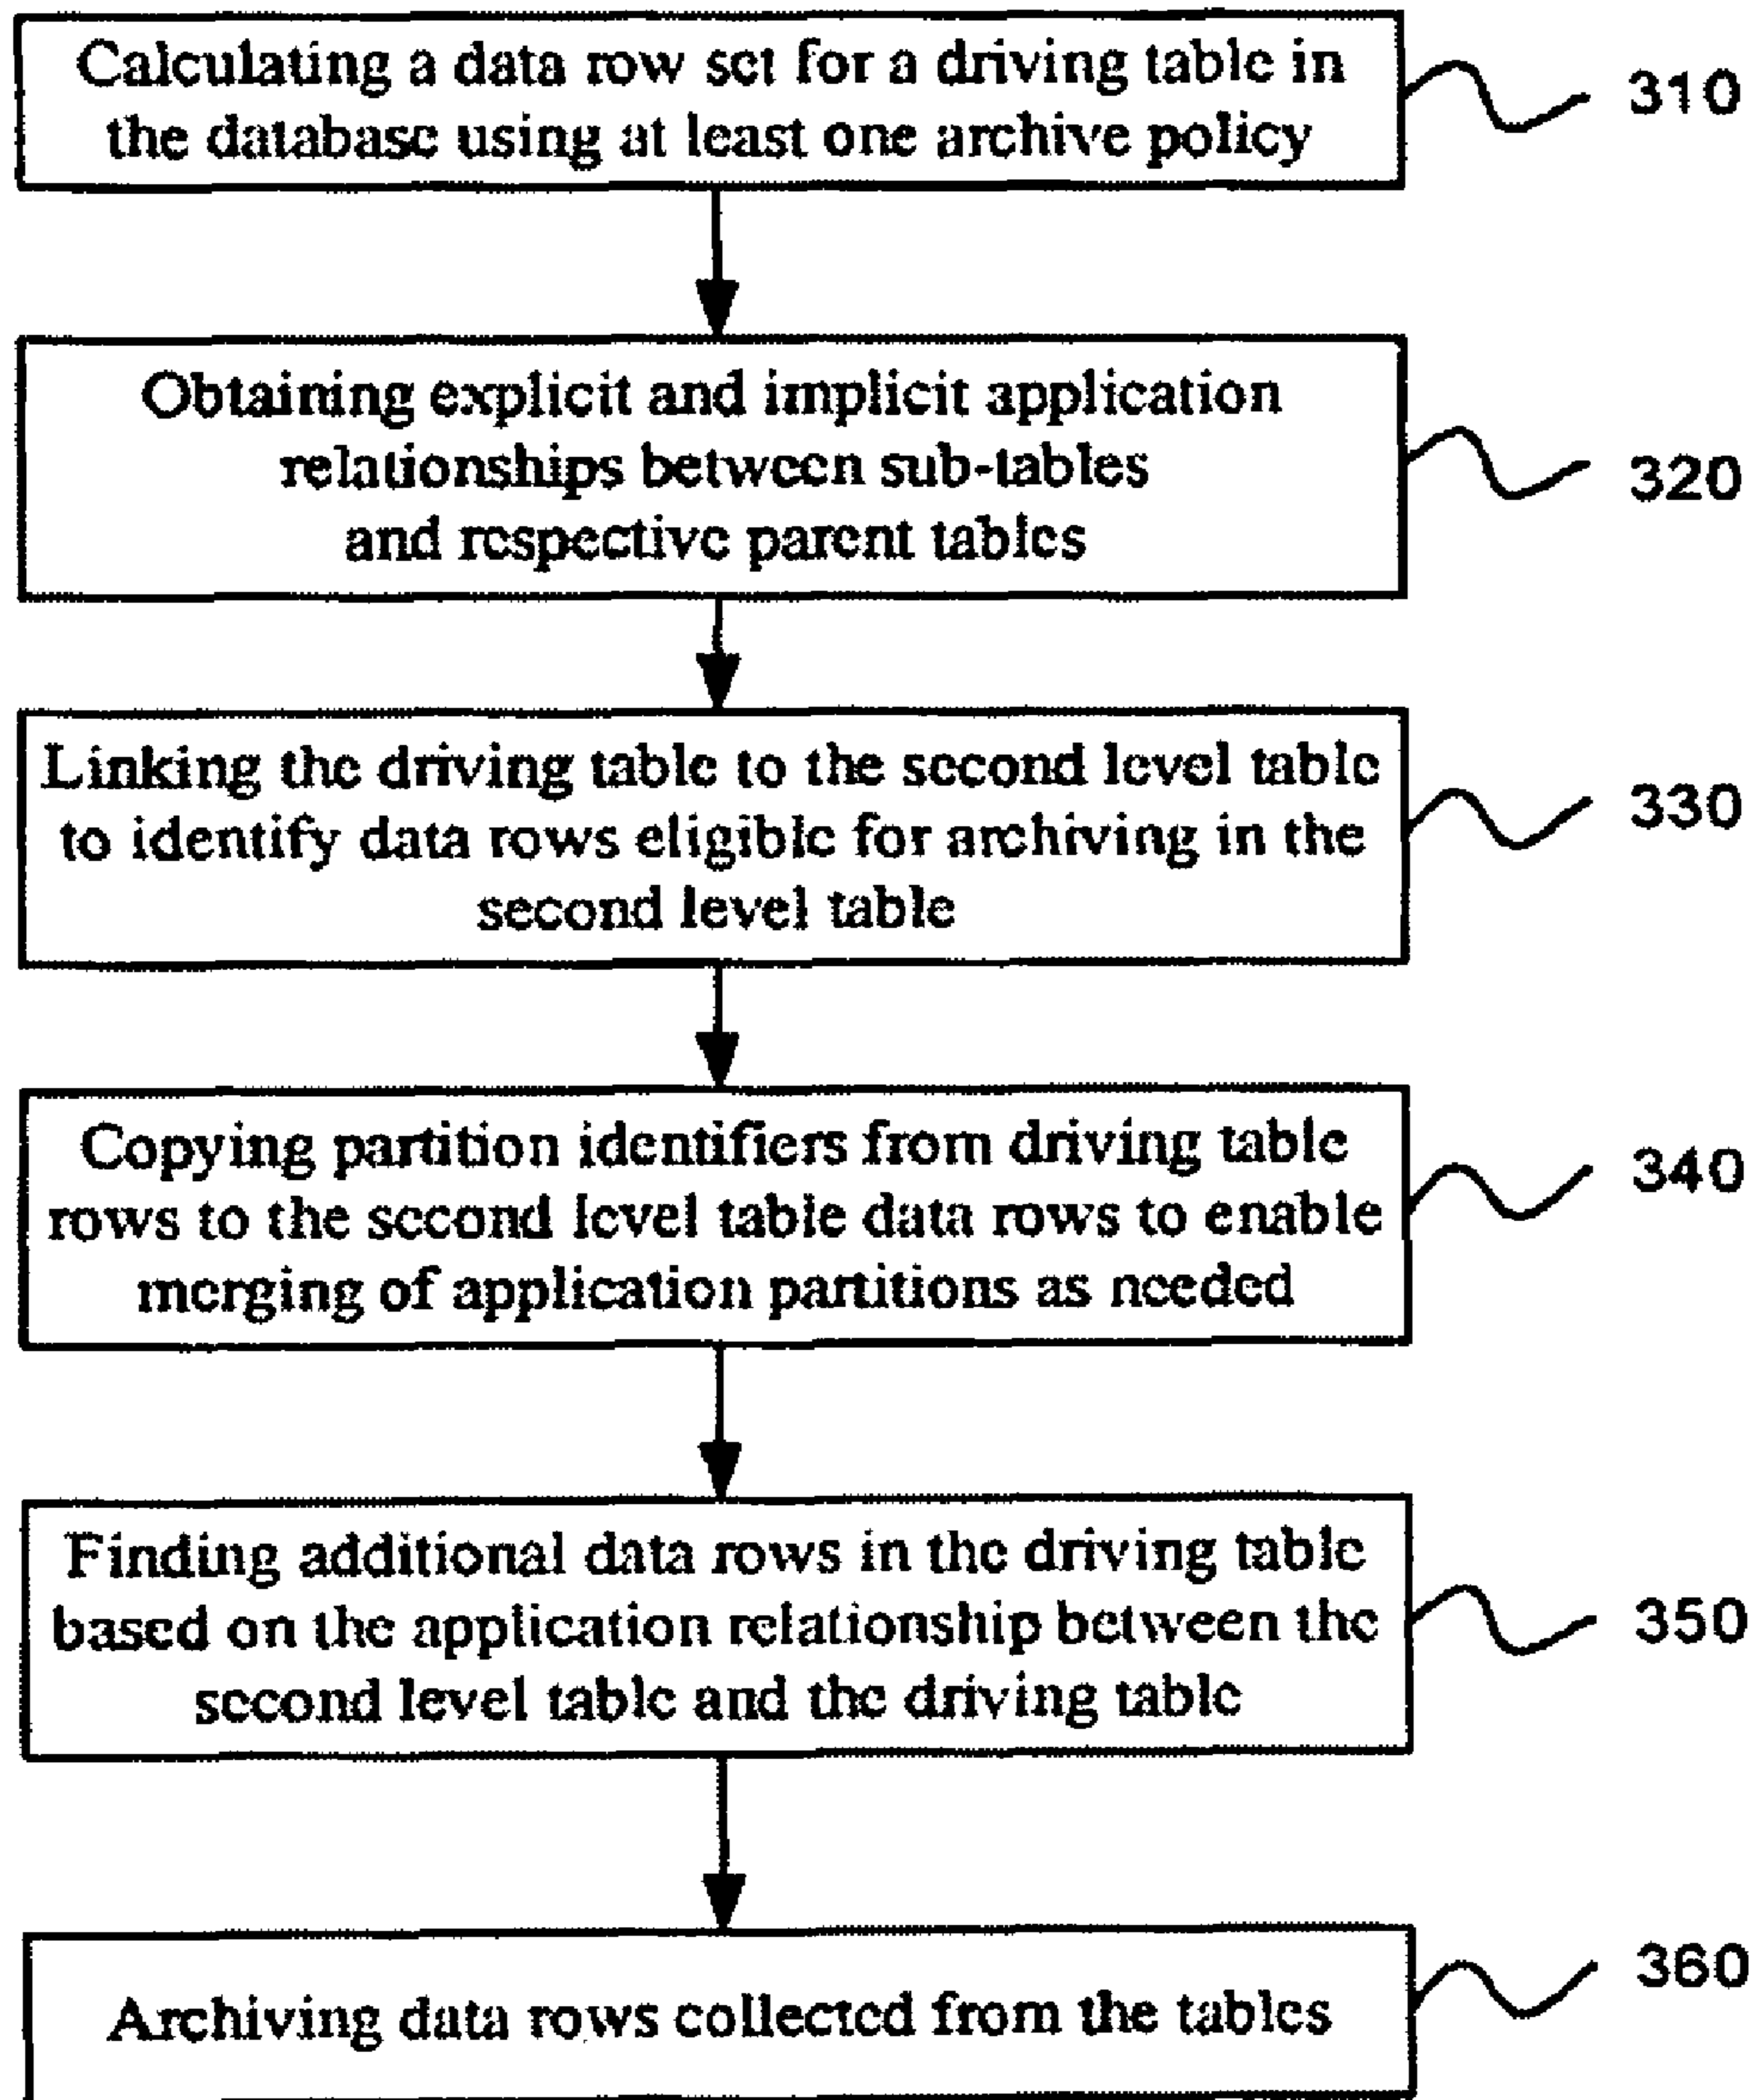 Calculating a data row set for a driving table in
the database using at least one archive policy
310
Obtaining explicit and implicit application
relationships between sub-tables
and respective parent tables
320
Linking the driving table to the second level table
to identify data rows eligible for archiving in the
second level table
330
Copying partition identifiers from driving table
rows to the second level table data rows to enable
merging of application partitions as needed
340
Finding additional data rows in the driving table
based on the application relationship between the
second level table and the driving table
350
Archiving data rows collected from the tables
360